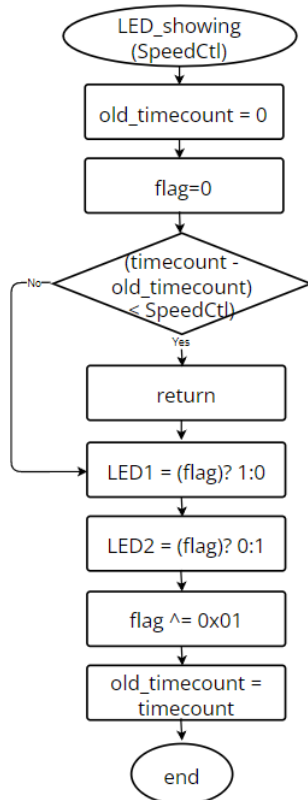 LED_showing
(SpeedCtl)
old_timecount = 0
flag=0
(timecount -
old_timecount)
< SpeedCtl)
No
Yes
return
LED1 = (flag)? 1:0
LED2 = (flag)? 0:1
flag ^= 0x01
old_timecount =
timecount
end